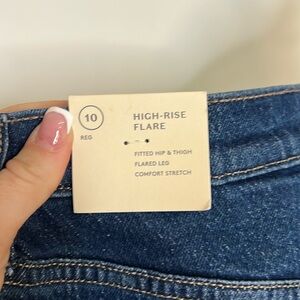 10
REG
HIGH-RISE
FLARE
FITTED HIP & THIGH
FLARED LEG
COMFORT STRETCH